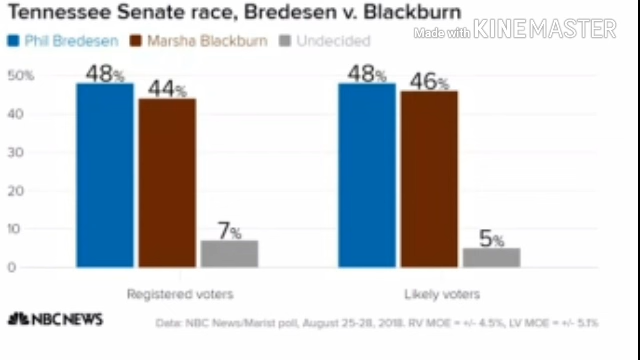 Tennessee Senate race, Bredesen v. Blackburn
Made with KINEMASTER
Phil Bredesen Marsha Blackburn Undecided
50%
40
30
20
10
0
48%
44%
7%
48%
46%
5%
Registered voters
Likely voters
NBC NEWS
Data: NBC News/Marist poll, August 25-28, 2018. RV MOE = +/- 4.5%, LV MOE = +/- 5.1%